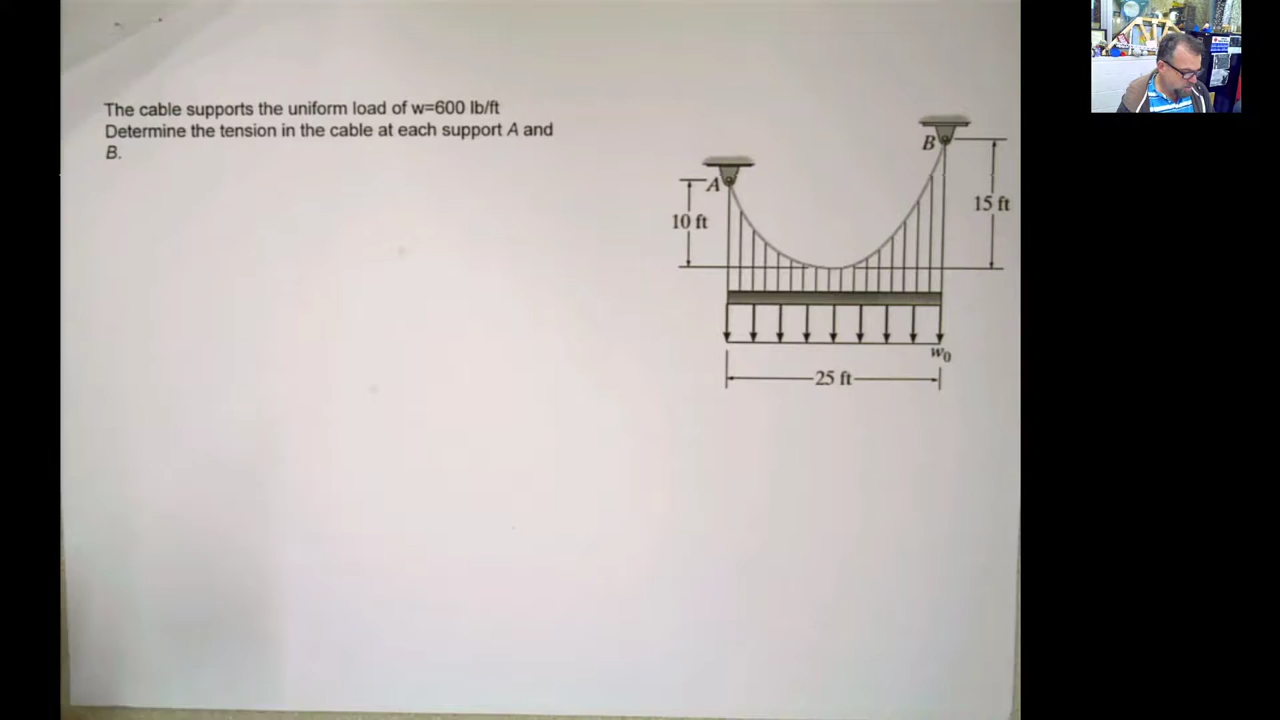 The cable supports the uniform load of w=600 lb/ft
Determine the tension in the cable at each support A and
B.
B
A
15 ft
10 ft
w0
25 ft